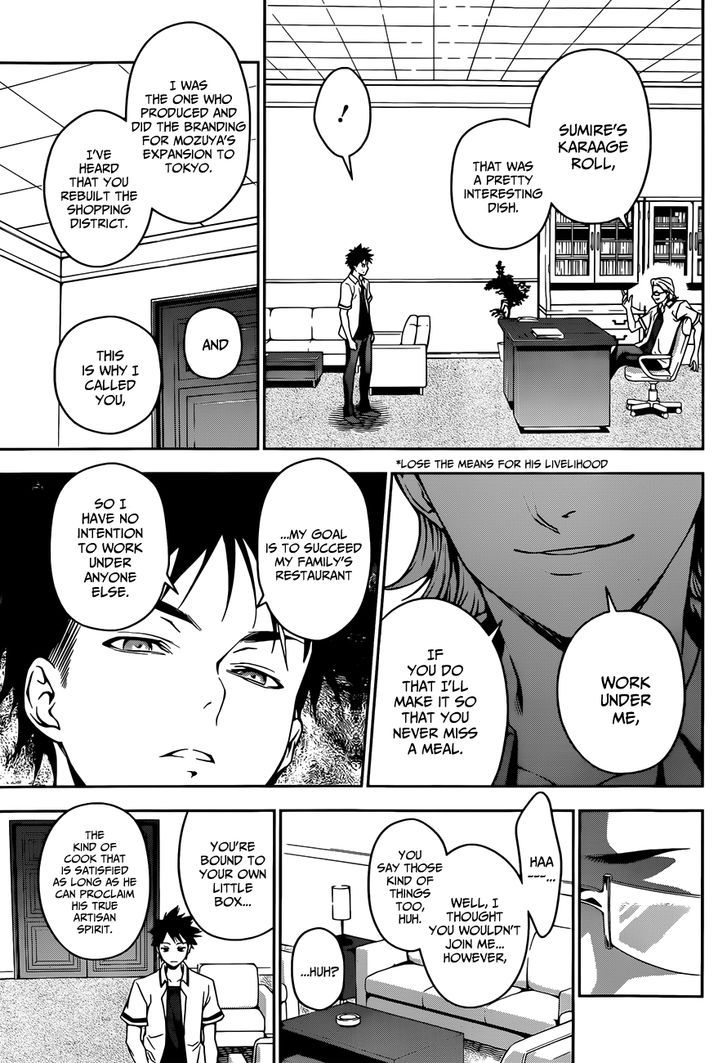 SUMIRE'S
KARAAGE
ROLL,
THAT WAS
A PRETTY
INTERESTING
DISH.
!
I WAS
THE ONE WHO
PRODUCED AND
DID THE BRANDING
FOR MOZUYA'S
EXPANSION TO
TOKYO.
I'VE
HEARD
THAT YOU
REBUILT THE
SHOPPING
DISTRICT.
AND
THIS
IS WHY I
CALLED
YOU,
*LOSE THE MEANS FOR HIS LIVELIHOOD
WORK
UNDER
ME,
IF
YOU DO
THAT I'LL
MAKE IT SO
THAT YOU
NEVER MISS
A MEAL.
...MY GOAL
IS TO SUCCEED
MY FAMILY'S
RESTAURANT
SO I
HAVE NO
INTENTION
TO WORK
UNDER
ANYONE
ELSE.
HAA
~~~...
WELL, I
THOUGHT
YOU WOULDN'T
JOIN ME...
HOWEVER,
YOU
SAY THOSE
KIND OF
THINGS
TOO,
HUH.
...HUH?
YOU'RE
BOUND TO
YOUR OWN
LITTLE
BOX...
THE
KIND OF
COOK THAT
IS SATISFIED
AS LONG AS HE
CAN PROCLAIM
HIS TRUE
ARTISAN
SPIRIT.